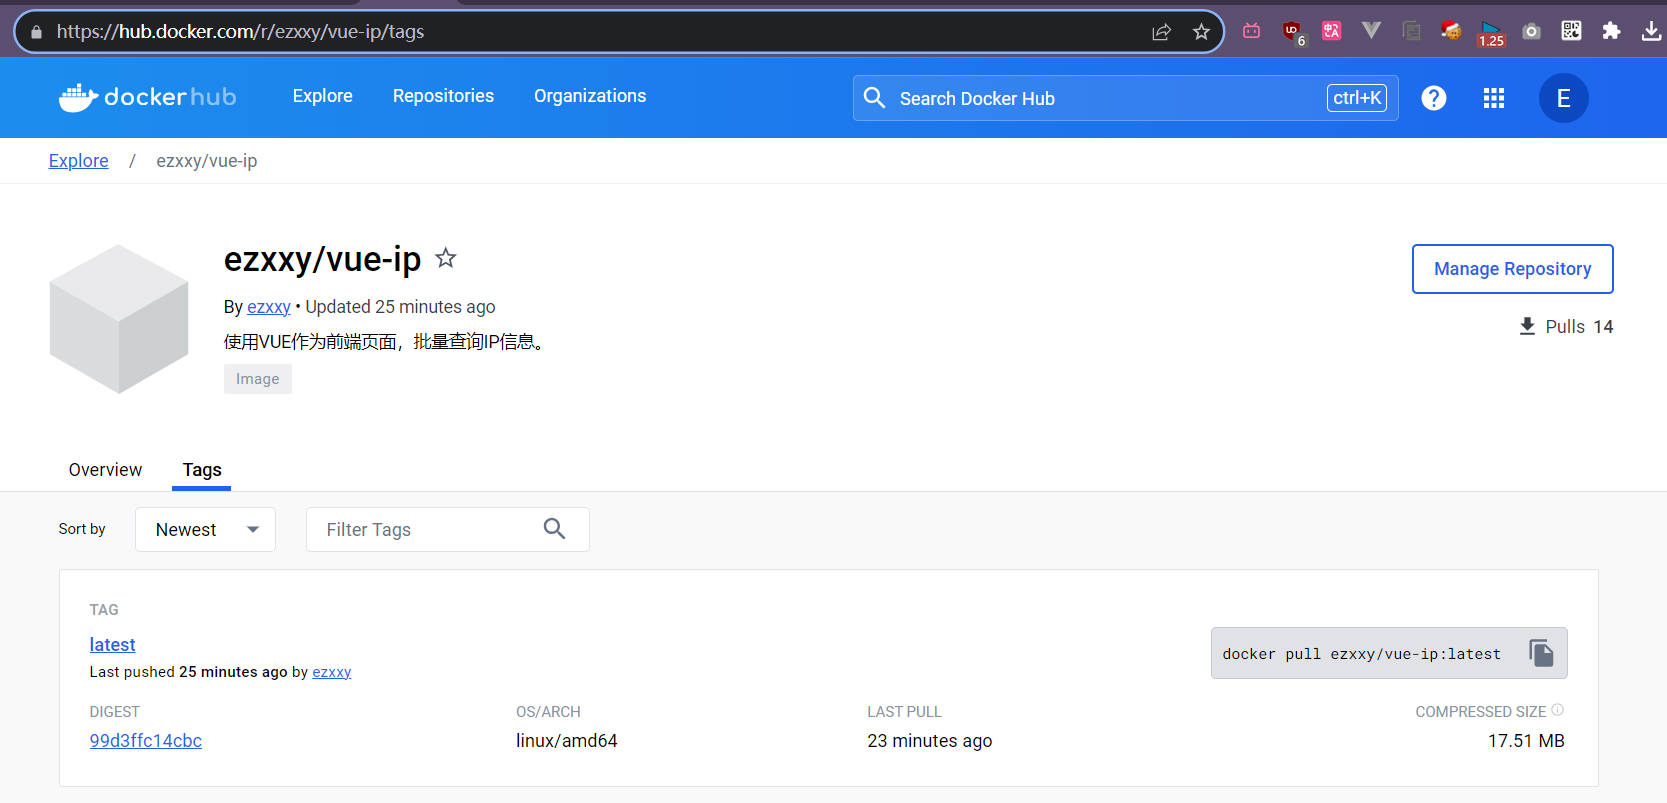 https://hub.docker.com/r/ezxxy/vue-ip/tags
6
1.25
dockerhub
Explore
Repositories
Organizations
Search Docker Hub
ctrl+K
?
E
Explore / ezxxy/vue-ip
ezxxy/vue-ip
Manage Repository
By ezxxy • Updated 25 minutes ago
Pulls 14
使用VUE作为前端页面，批量查询IP信息。
Image
Overview
Tags
Sort by
Newest
Filter Tags
TAG
latest
docker pull ezxxy/vue-ip:latest
Last pushed 25 minutes ago by ezxxy
DIGEST
OS/ARCH
LAST PULL
COMPRESSED SIZE
99d3ffc14cbc
linux/amd64
23 minutes ago
17.51 MB